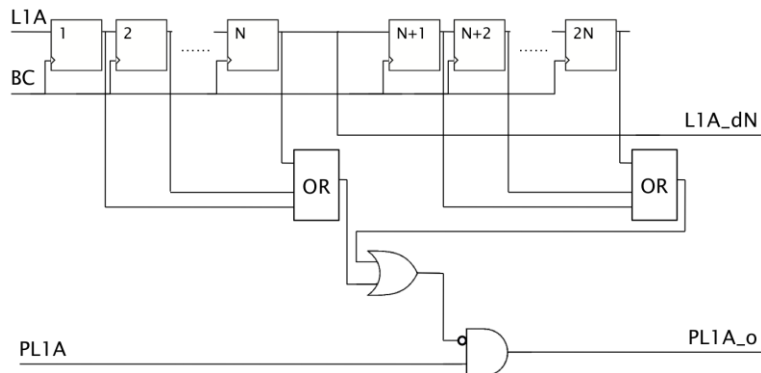 L1A
1
2
......
N
N+1
N+2
......
2N
BC
L1A_dN
OR
OR
PL1A
PL1A_o